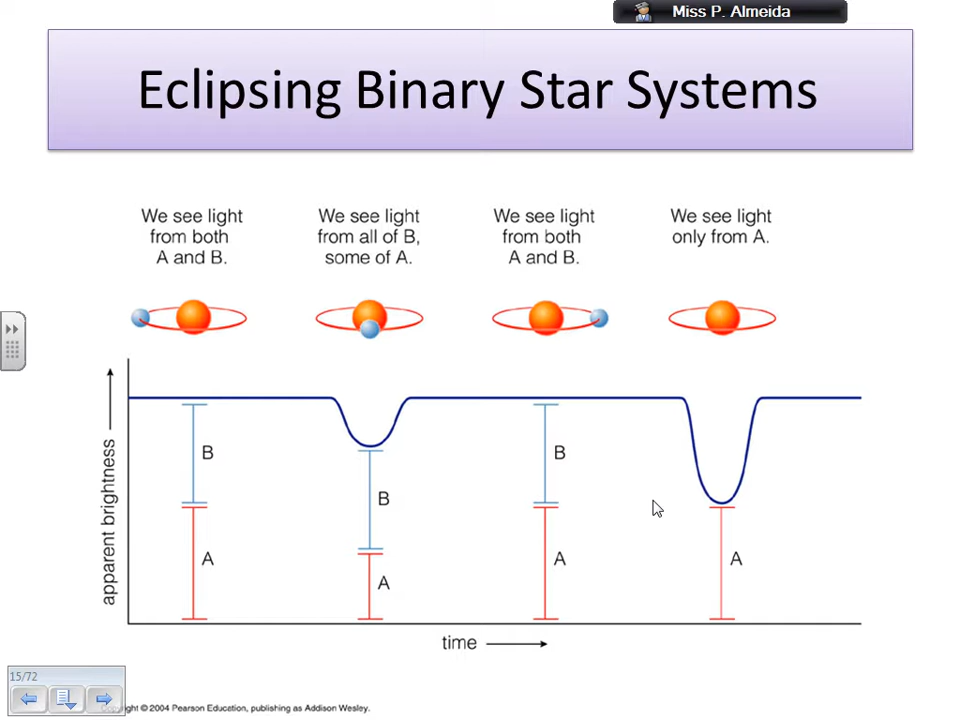 Miss P. Almeida
Eclipsing Binary Star Systems
We see light
from both
A and B.
We see light
from all of B,
some of A.
We see light
from both
A and B.
We see light
only from A.
apparent brightness
B
A
B
A
B
A
A
time
15/72
Copyright © 2004 Pearson Education, publishing as Addison Wesley.